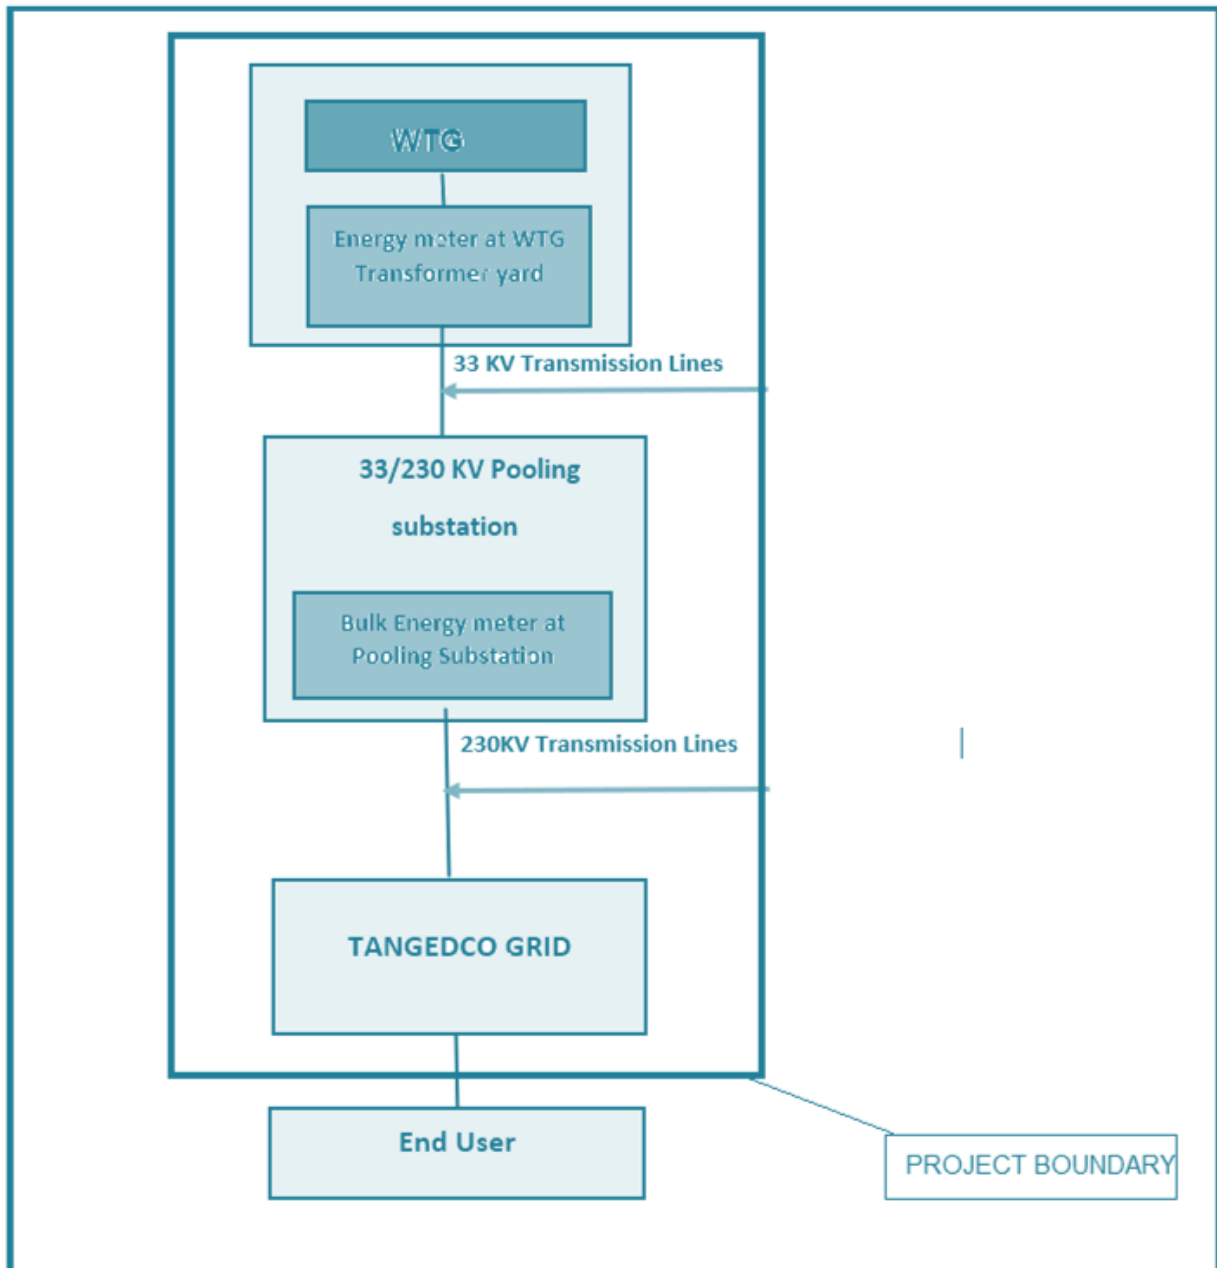 WTG
Energy meter at WTG
Transformer yard
33 KV Transmission Lines
33/230 KV Pooling
substation
Bulk Energy meter at
Pooling Substation
230KV Transmission Lines
TANGEDCO GRID
End User
PROJECT BOUNDARY